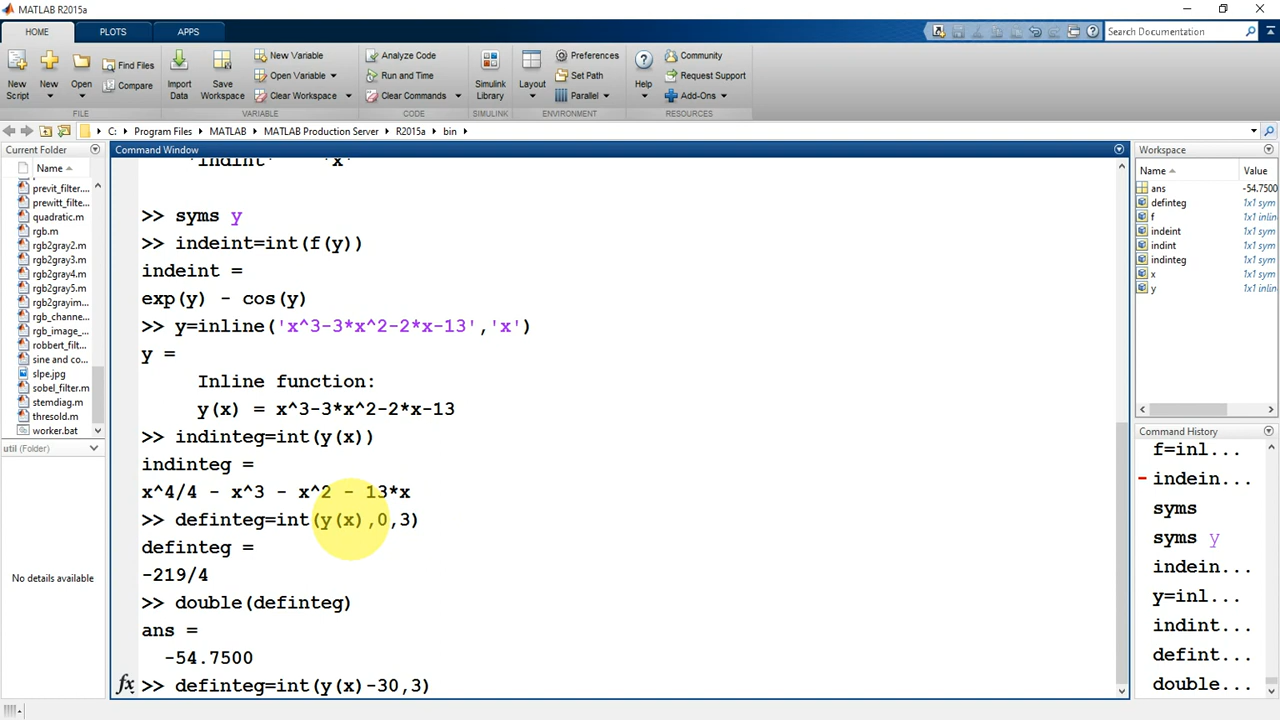 MATLAB R2015a
HOME PLOTS APPS Search Documentation
New Script New Open Find Files Compare Import Data Save Workspace New Variable Open Variable Clear Workspace Analyze Code Run and Time Clear Commands Simulink Library Layout Preferences Set Path Parallel Help Community Request Support Add-Ons
FILE VARIABLE CODE SIMULINK ENVIRONMENT RESOURCES
C: Program Files MATLAB MATLAB Production Server R2015a bin
Current Folder
Name
previt_filter....
prewitt_filte...
quadratic.m
rgb.m
rgb2gray2.m
rgb2gray3.m
rgb2gray4.m
rgb2gray5.m
rgb2grayim...
rgb_channe...
rgb_image_...
robbert_filt...
sine and co...
slpe.jpg
sobel_filter.m
stemdiag.m
thresold.m
worker.bat
util (Folder)
No details available
Command Window
'indint' 'x'
>> syms y
>> indeint=int(f(y))
indeint =
exp(y) - cos(y)
>> y=inline('x^3-3*x^2-2*x-13','x')
y =
Inline function:
y(x) = x^3-3*x^2-2*x-13
>> indinteg=int(y(x))
indinteg =
x^4/4 - x^3 - x^2 - 13*x
>> definteg=int(y(x),0,3)
definteg =
-219/4
>> double(definteg)
ans =
-54.7500
fx >> definteg=int(y(x)-30,3)
Workspace
Name Value
ans -54.7500
definteg 1x1 sym
f 1x1 inlin
indeint 1x1 sym
indint 1x1 sym
indinteg 1x1 sym
x 1x1 sym
y 1x1 inlin
Command History
f=inl...
indein...
syms
syms y
indein...
y=inl...
indint...
defint...
double...